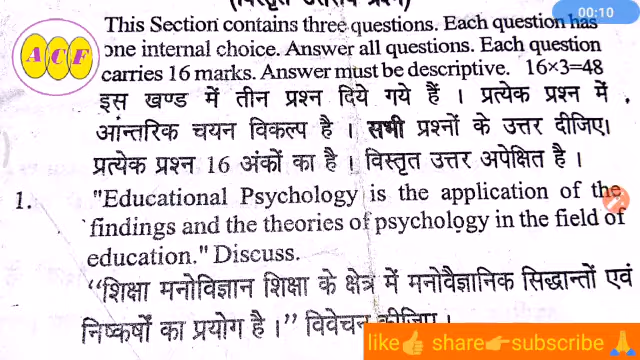 (विस्तृत उत्तरीय प्रश्न)
00:10
This Section contains three questions. Each question has
one internal choice. Answer all questions. Each question
carries 16 marks. Answer must be descriptive. 16×3=48
ACF
इस खण्ड में तीन प्रश्न दिये गये हैं । प्रत्येक प्रश्न में
आंन्तरिक चयन विकल्प है । सभी प्रश्नों के उत्तर दीजिए।
प्रत्येक प्रश्न 16 अंकों का है । विस्तृत उत्तर अपेक्षित है ।
1. "Educational Psychology is the application of the
findings and the theories of psychology in the field of
education." Discuss.
“शिक्षा मनोविज्ञान शिक्षा के क्षेत्र में मनोवैज्ञानिक सिद्धान्तों एवं
निष्कर्षों का प्रयोग है ।” विवेचन कीजिए ।
like👍 share👉subscribe🙏